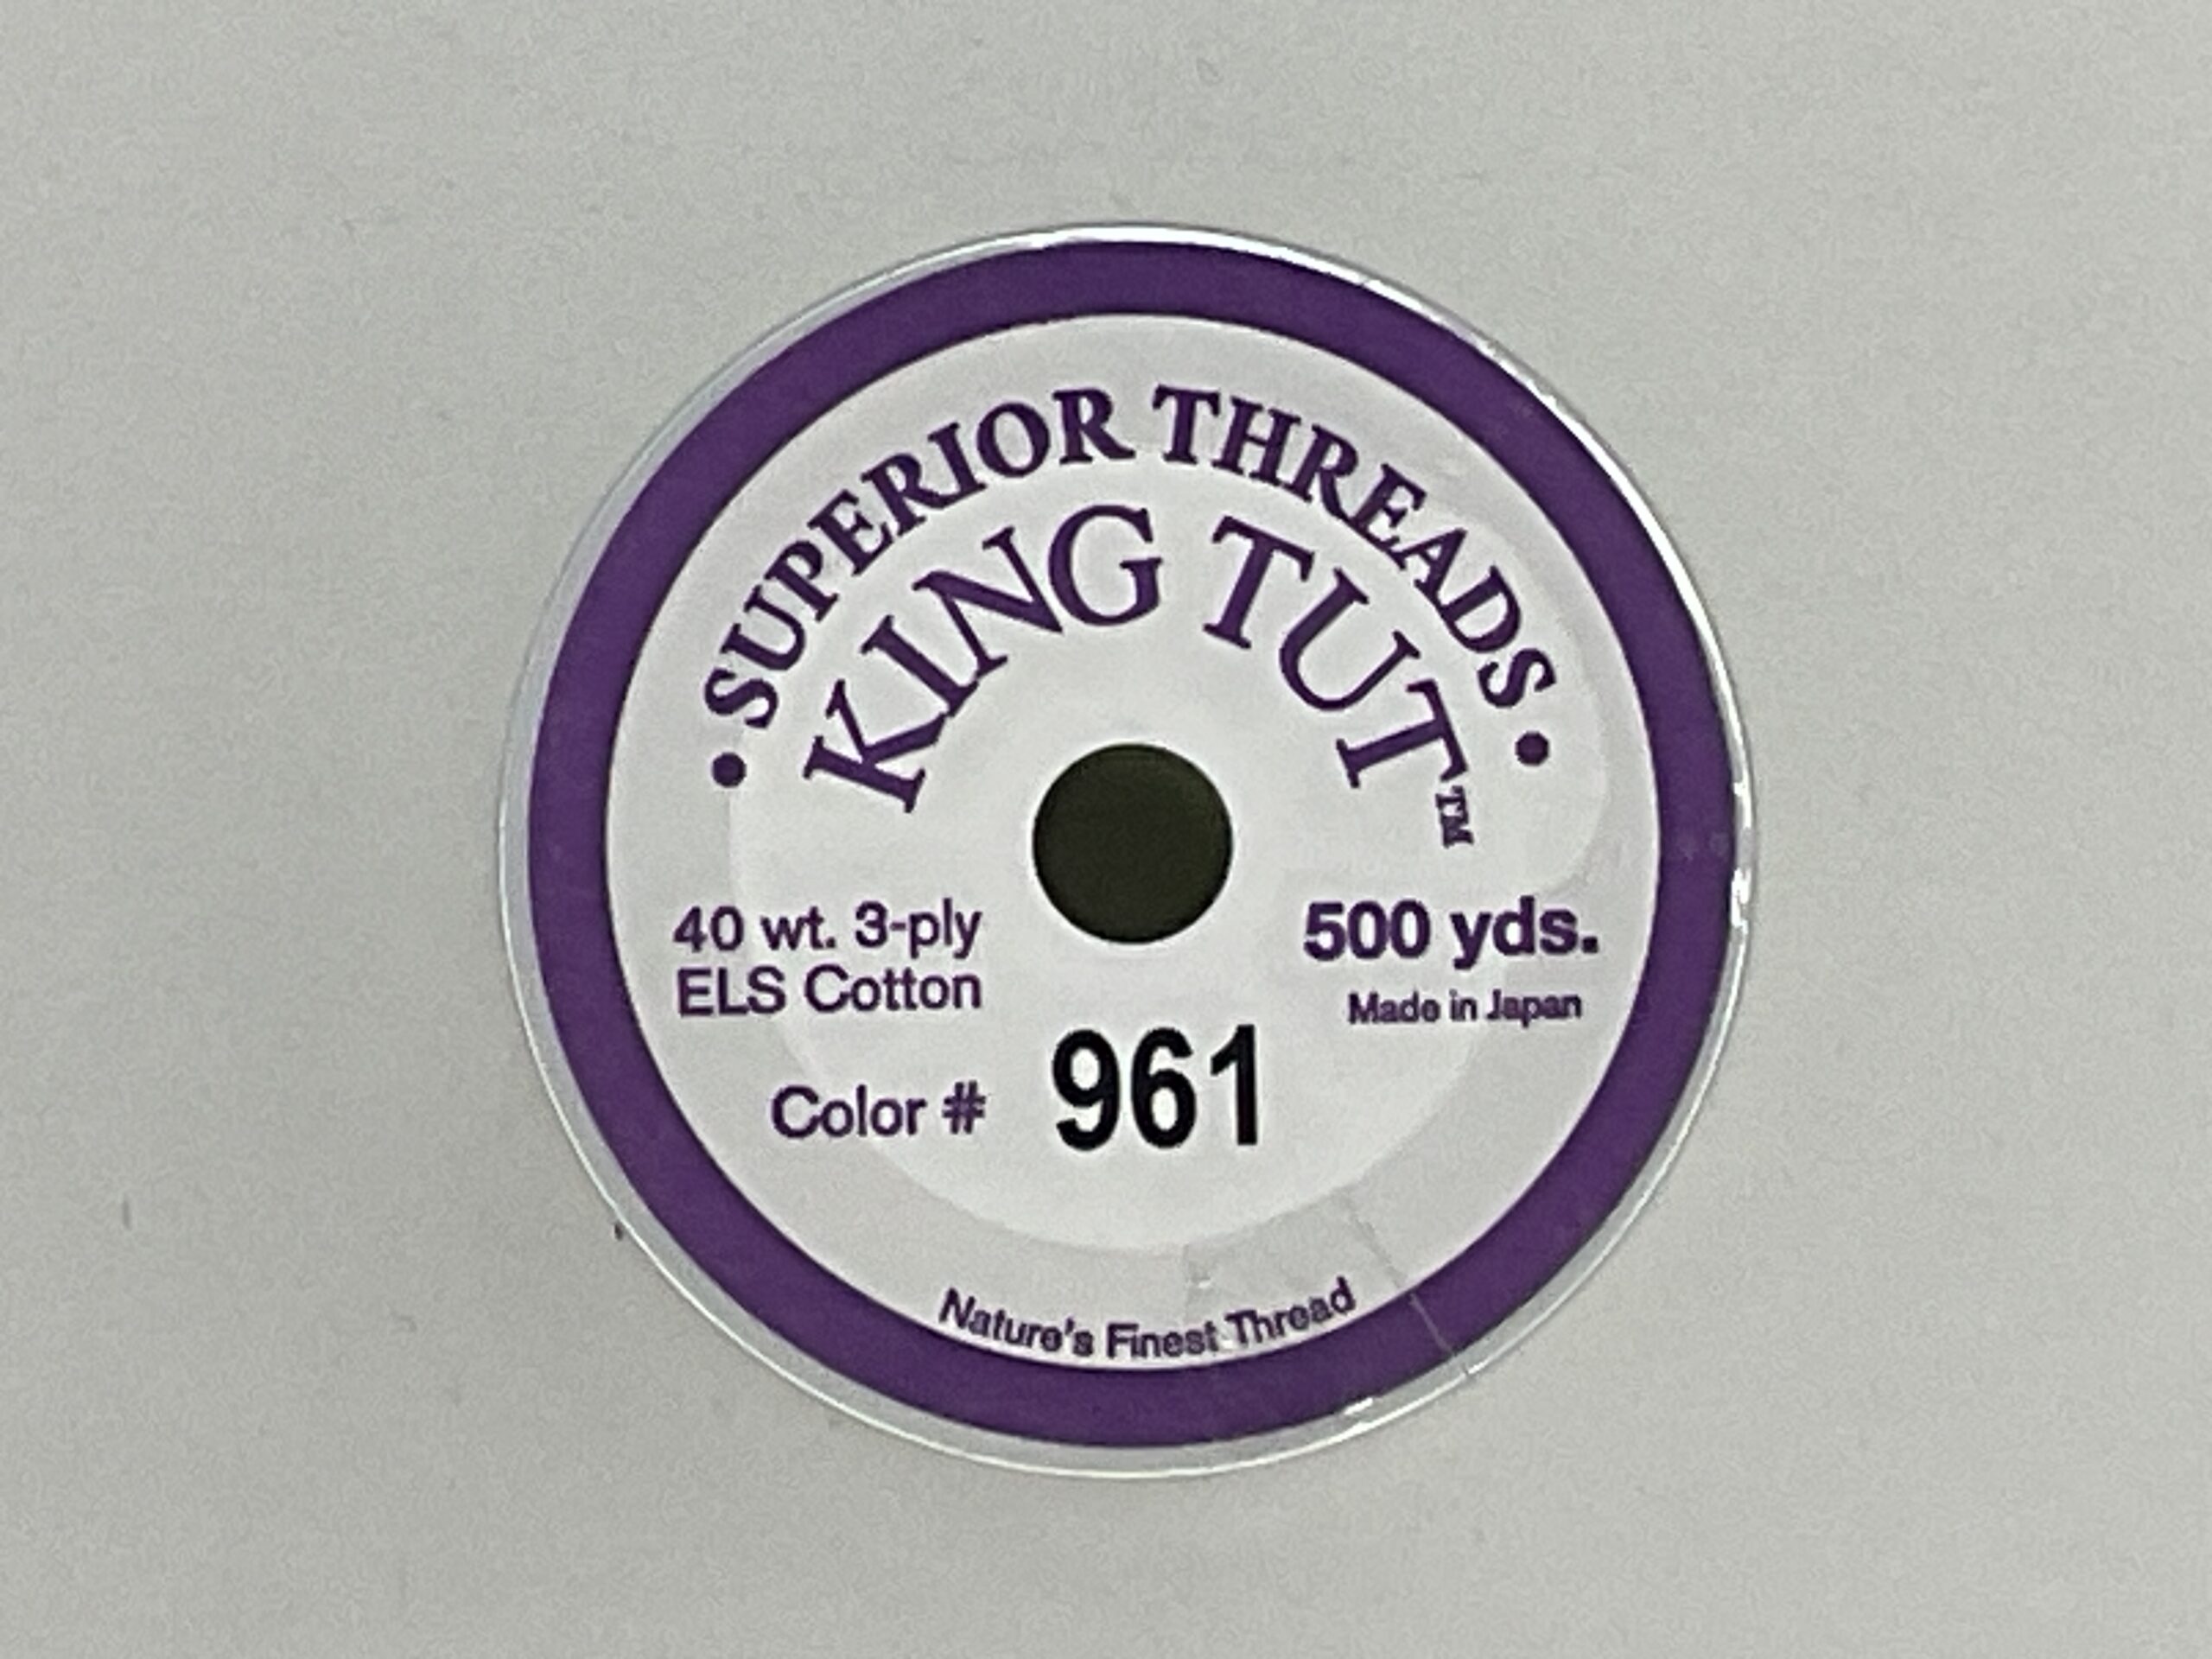 • SUPERIOR THREADS •
KING TUT™
40 wt. 3-ply
ELS Cotton
500 yds.
Made in Japan
Color # 961
Nature's Finest Thread